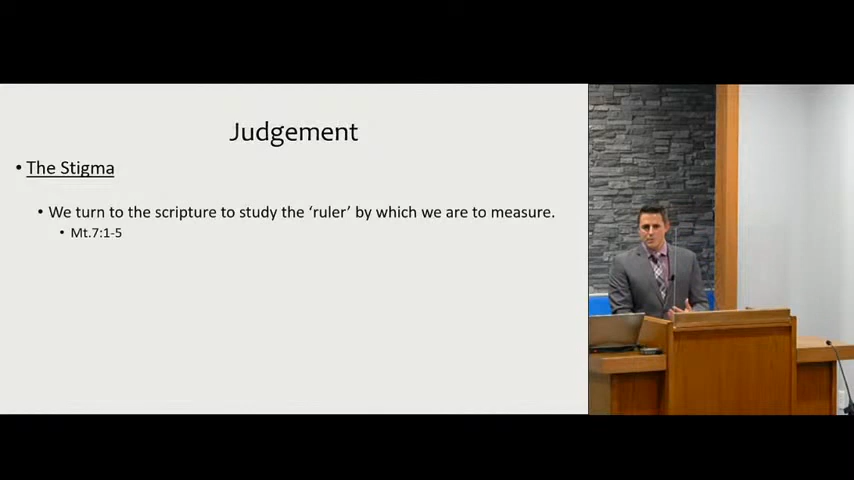 Judgement
• The Stigma
• We turn to the scripture to study the ‘ruler’ by which we are to measure.
• Mt.7:1-5